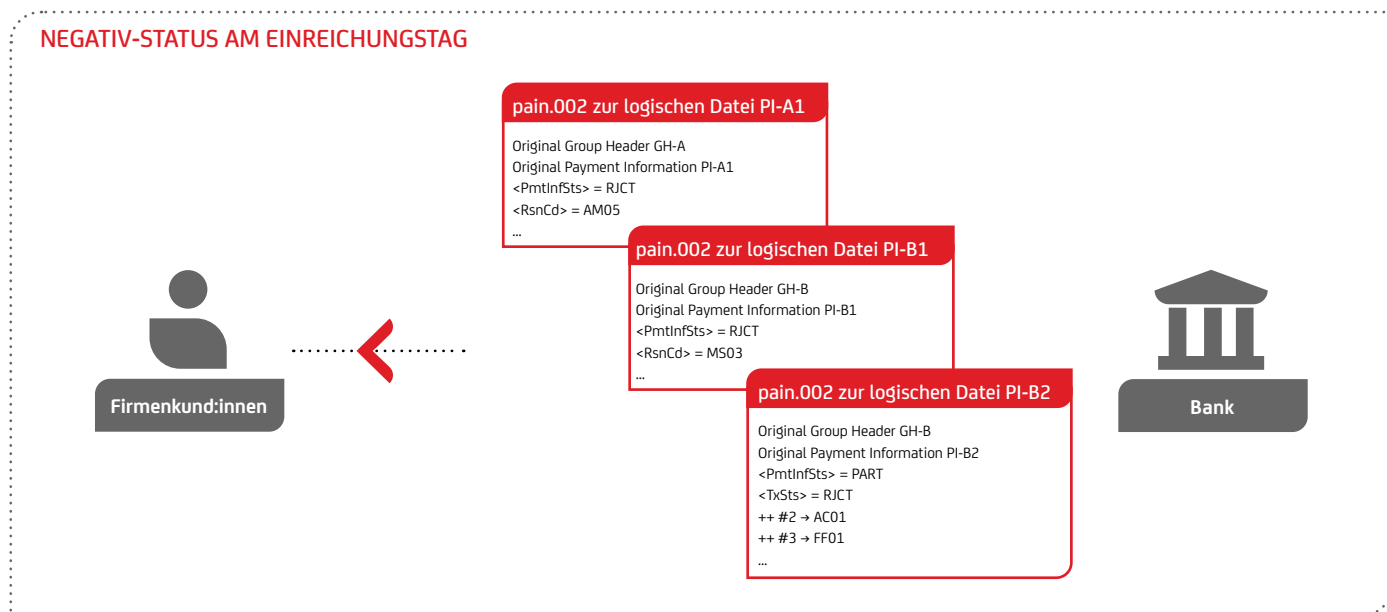 NEGATIV-STATUS AM EINREICHUNGSTAG
pain.002 zur logischen Datei PI-A1
Original Group Header GH-A
Original Payment Information PI-A1
<PmtInfSts> = RJCT
<RsnCd> = AM05
...
pain.002 zur logischen Datei PI-B1
Original Group Header GH-B
Original Payment Information PI-B1
<PmtInfSts> = RJCT
<RsnCd> = MS03
...
pain.002 zur logischen Datei PI-B2
Original Group Header GH-B
Original Payment Information PI-B2
<PmtInfSts> = PART
<TxSts> = RJCT
++ #2 → AC01
++ #3 → FF01
...
Firmenkund:innen
Bank